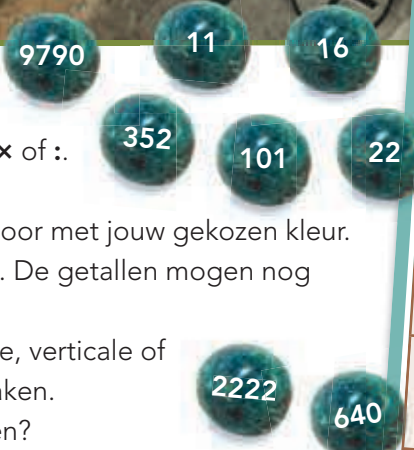 9790 11 16
352 101 22
× of :.
oor met jouw gekozen kleur.
. De getallen mogen nog
e, verticale of
ken.
n?
2222
640